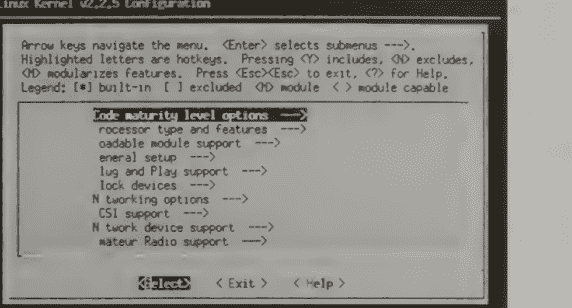 Linux Kernel v2.2.5 Configuration
Arrow keys navigate the menu. <Enter> selects submenus --->.
Highlighted letters are hotkeys. Pressing <Y> includes, <N> excludes,
<M> modularizes features. Press <Esc><Esc> to exit, <?> for Help.
Legend: [*] built-in [ ] excluded <M> module < > module capable
Code maturity level options --->
rocessor type and features --->
oadable module support --->
eneral setup --->
lug and Play support --->
lock devices --->
N tworking options --->
CSI support --->
N twork device support --->
mateur Radio support --->
<Select> < Exit > < Help >